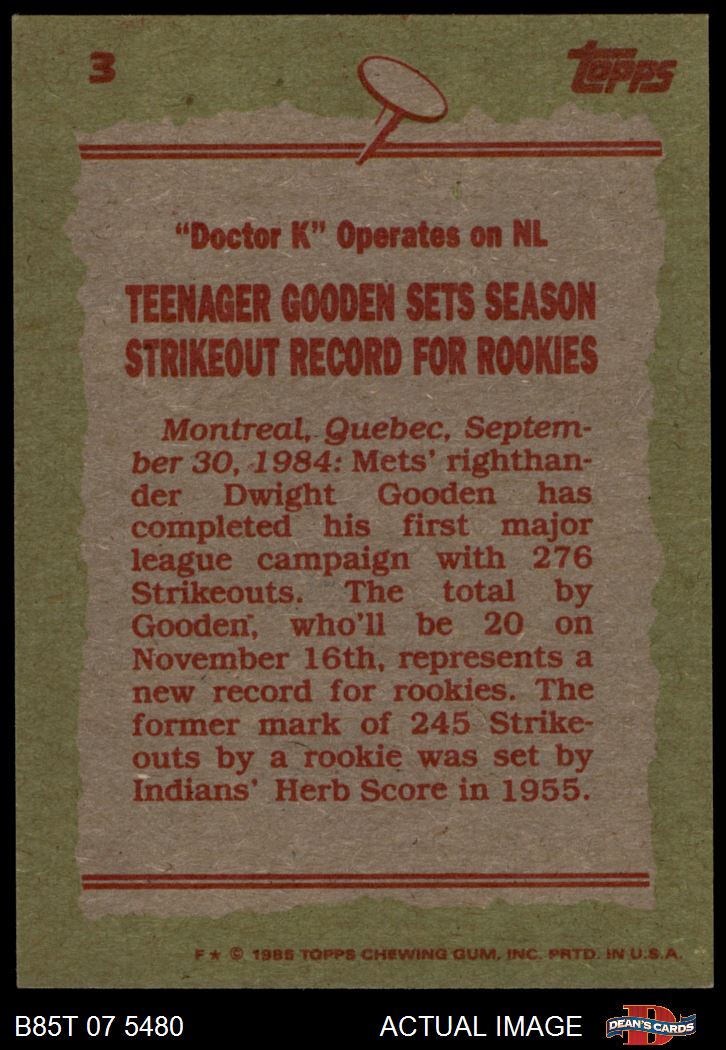 3
topps
“Doctor K” Operates on NL
TEENAGER GOODEN SETS SEASON
STRIKEOUT RECORD FOR ROOKIES
Montreal, Quebec, Septem-
ber 30, 1984: Mets’ righthan-
der Dwight Gooden has
completed his first major
league campaign with 276
Strikeouts. The total by
Gooden, who’ll be 20 on
November 16th, represents a
new record for rookies. The
former mark of 245 Strike-
outs by a rookie was set by
Indians’ Herb Score in 1955.
F★ © 1985 TOPPS CHEWING GUM, INC. PRTD. IN U.S.A.
B85T 07 5480 ACTUAL IMAGE D DEAN'S CARDS